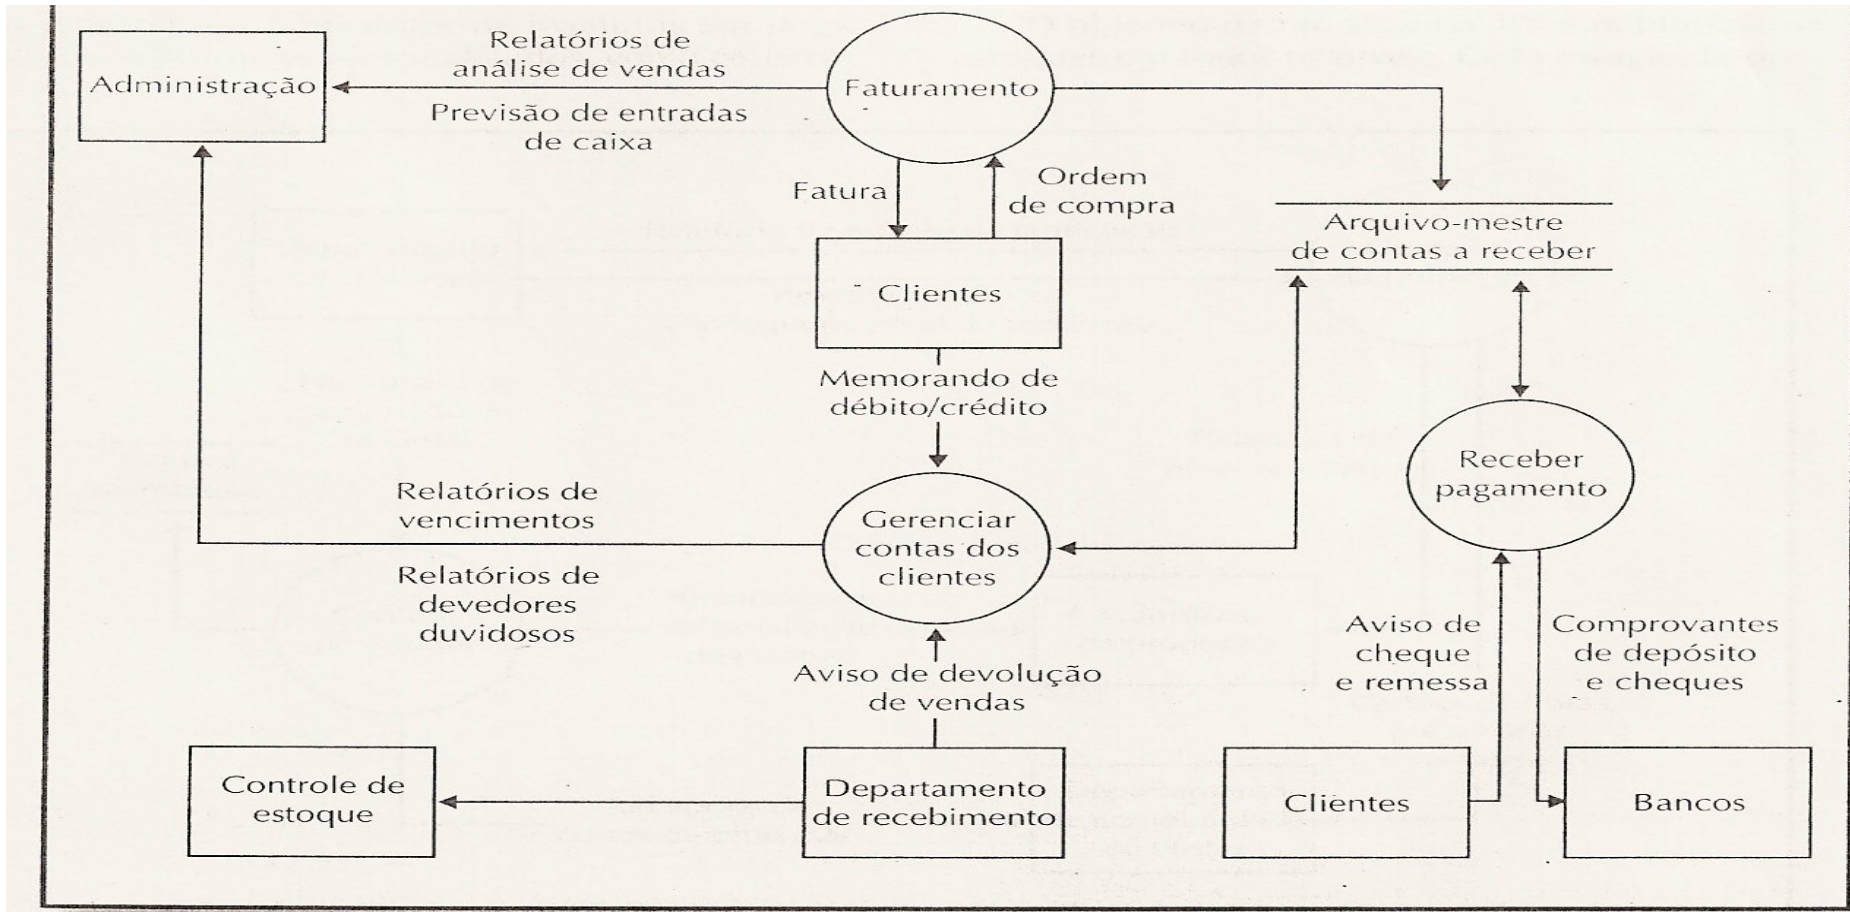 Relatórios de
análise de vendas
Administração
Faturamento
Previsão de entradas
de caixa
Fatura
Ordem
de compra
Arquivo-mestre
de contas a receber
Clientes
Memorando de
débito/crédito
Receber
pagamento
Relatórios de
vencimentos
Gerenciar
contas dos
clientes
Relatórios de
devedores
duvidosos
Aviso de
cheque
e remessa
Comprovantes
de depósito
e cheques
Aviso de devolução
de vendas
Controle de
estoque
Departamento
de recebimento
Clientes
Bancos